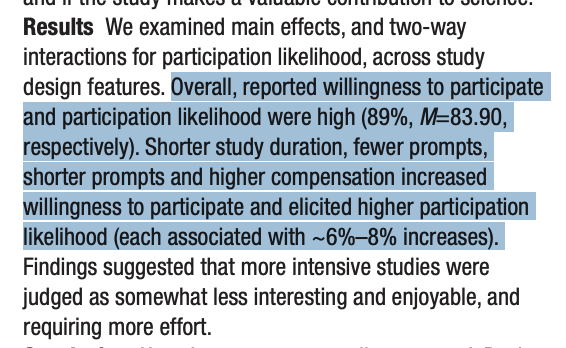 and if the study makes a valuable contribution to science.
Results We examined main effects, and two-way
interactions for participation likelihood, across study
design features. Overall, reported willingness to participate
and participation likelihood were high (89%, M=83.90,
respectively). Shorter study duration, fewer prompts,
shorter prompts and higher compensation increased
willingness to participate and elicited higher participation
likelihood (each associated with ~6%–8% increases).
Findings suggested that more intensive studies were
judged as somewhat less interesting and enjoyable, and
requiring more effort.